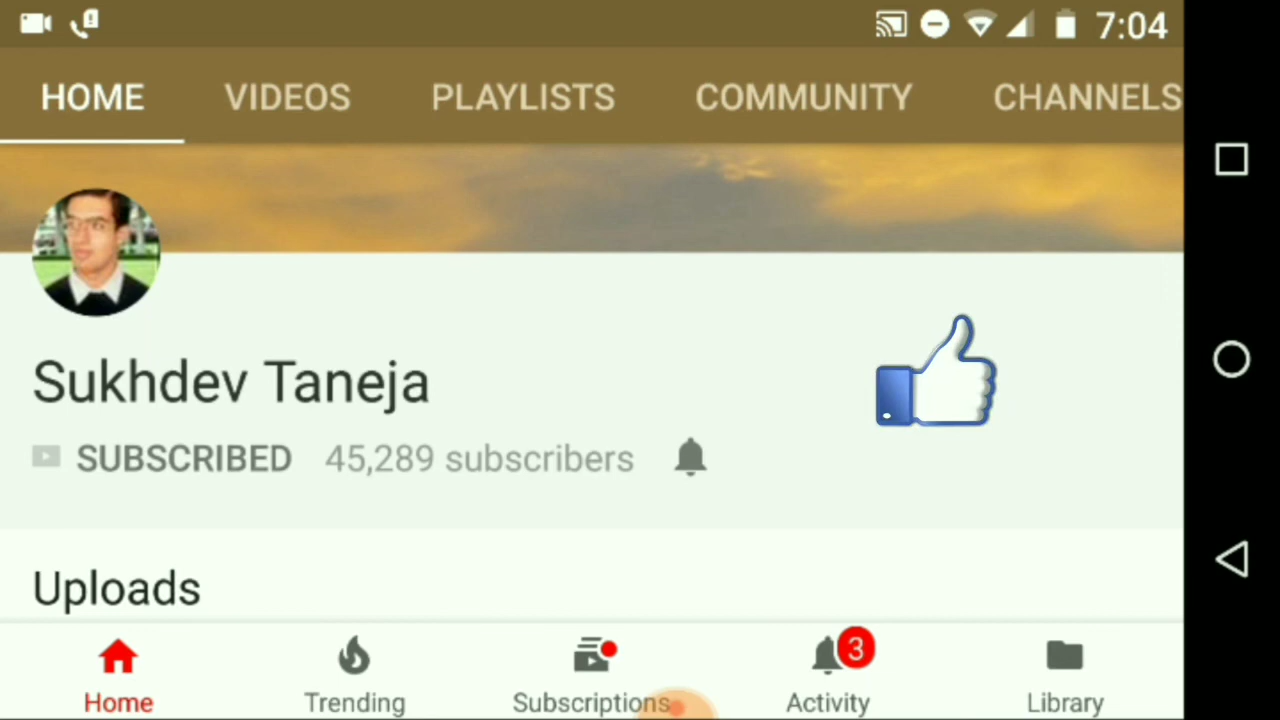 7:04
HOME VIDEOS PLAYLISTS COMMUNITY CHANNELS
Sukhdev Taneja
SUBSCRIBED 45,289 subscribers
Uploads
3
Home Trending Subscriptions Activity Library